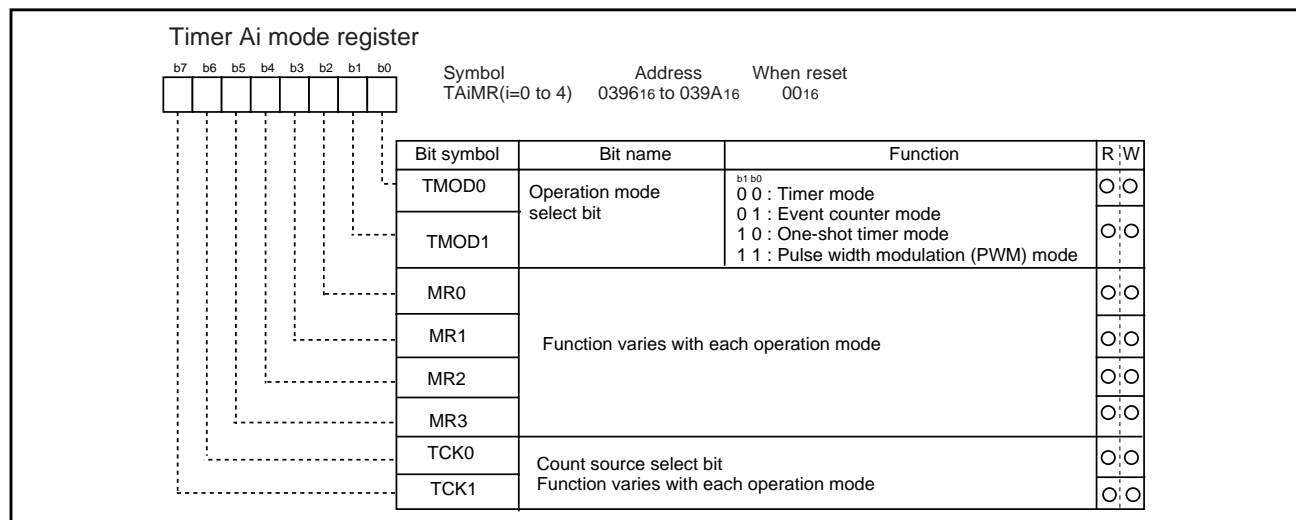 Timer Ai mode register
b7 b6 b5 b4 b3 b2 b1 b0
Symbol Address When reset
TAiMR(i=0 to 4) 039616 to 039A16 0016
Bit symbol Bit name Function R W
TMOD0 Operation mode select bit
b1 b0
0 0 : Timer mode
0 1 : Event counter mode
TMOD1
1 0 : One-shot timer mode
1 1 : Pulse width modulation (PWM) mode
MR0
MR1 Function varies with each operation mode
MR2
MR3
TCK0 Count source select bit
Function varies with each operation mode
TCK1